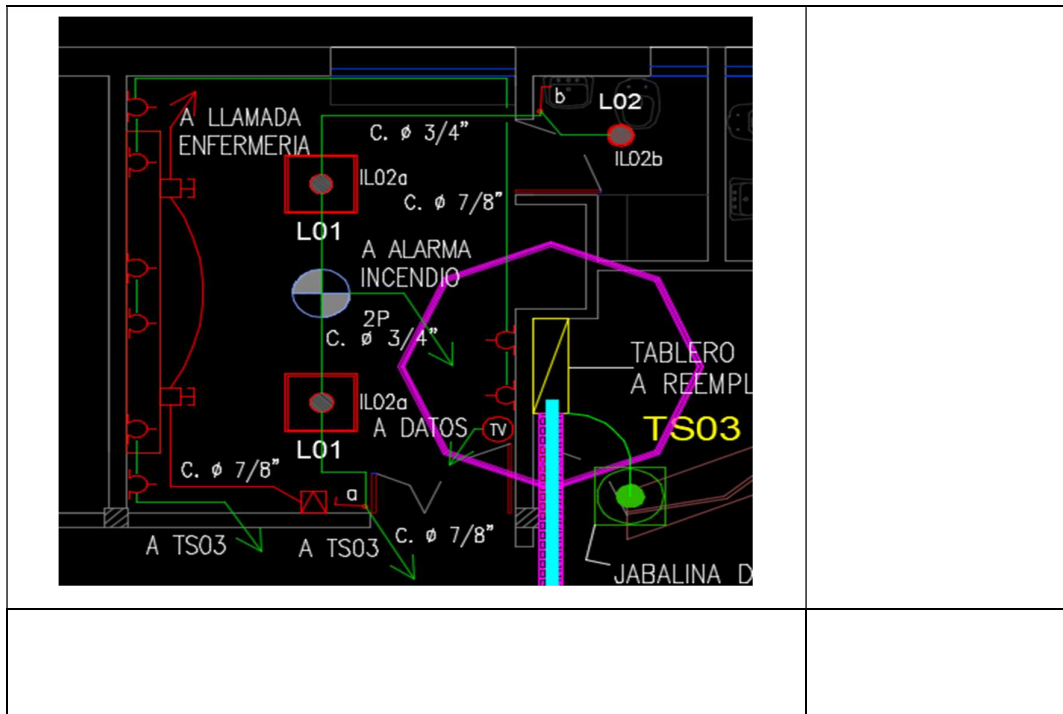 A LLAMADA
ENFERMERIA
C. ø 3/4"
b
L02
IL02b
IL02a
C. ø 7/8"
L01
A ALARMA
INCENDIO
2P
C. ø 3/4"
TABLERO
A REEMPL
TS03
IL02a
A DATOS
TV
L01
C. ø 7/8"
a
A TS03
A TS03
C. ø 7/8"
JABALINA D